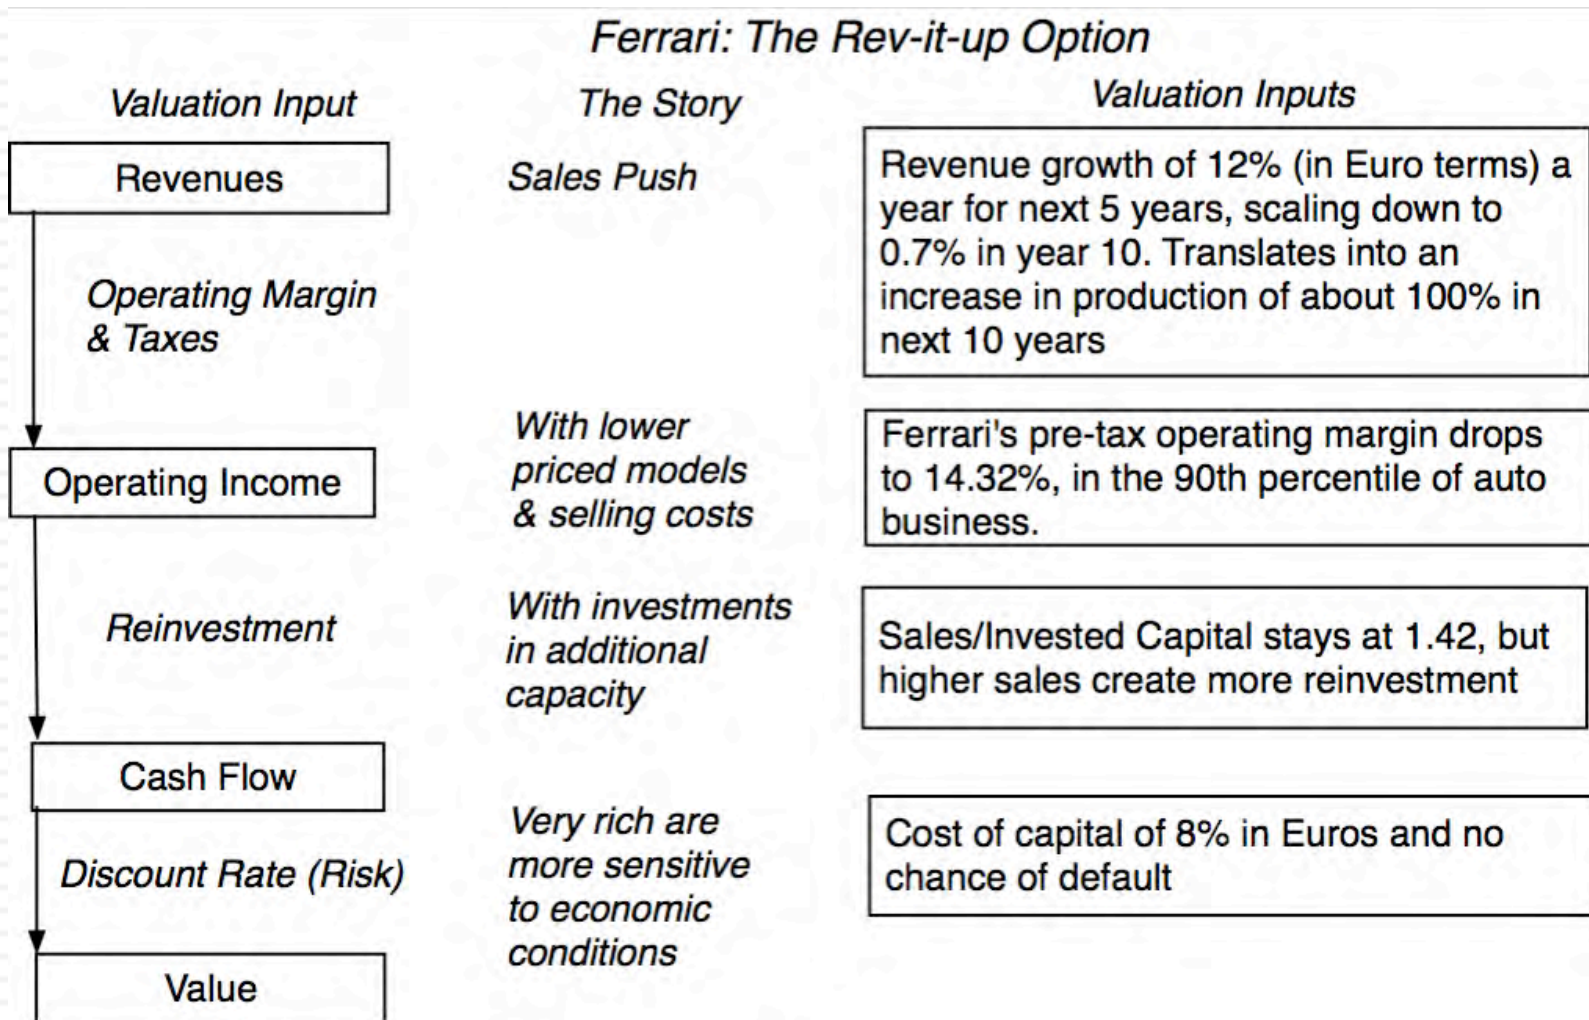 Ferrari: The Rev-it-up Option
Valuation Input
The Story
Valuation Inputs
Revenues
Sales Push
Revenue growth of 12% (in Euro terms) a
year for next 5 years, scaling down to
0.7% in year 10. Translates into an
increase in production of about 100% in
next 10 years
Operating Margin
& Taxes
Operating Income
With lower
priced models
& selling costs
Ferrari's pre-tax operating margin drops
to 14.32%, in the 90th percentile of auto
business.
Reinvestment
With investments
in additional
capacity
Sales/Invested Capital stays at 1.42, but
higher sales create more reinvestment
Cash Flow
Discount Rate (Risk)
Very rich are
more sensitive
to economic
conditions
Cost of capital of 8% in Euros and no
chance of default
Value